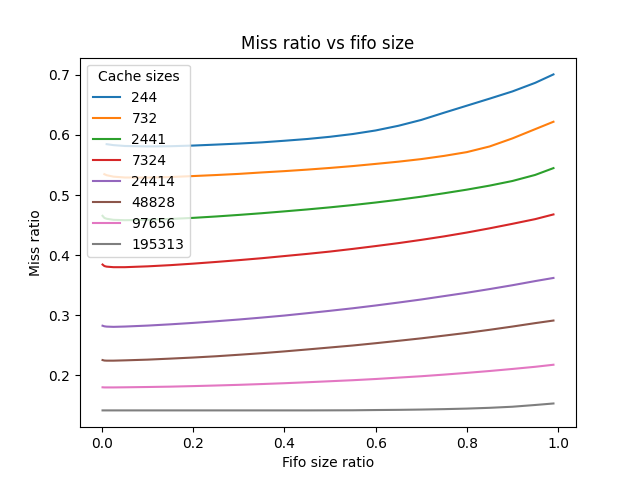 Miss ratio vs fifo size
Cache sizes
244
732
2441
7324
24414
48828
97656
195313
0.7
0.6
0.5
0.4
0.3
0.2
Miss ratio
0.0 0.2 0.4 0.6 0.8 1.0
Fifo size ratio